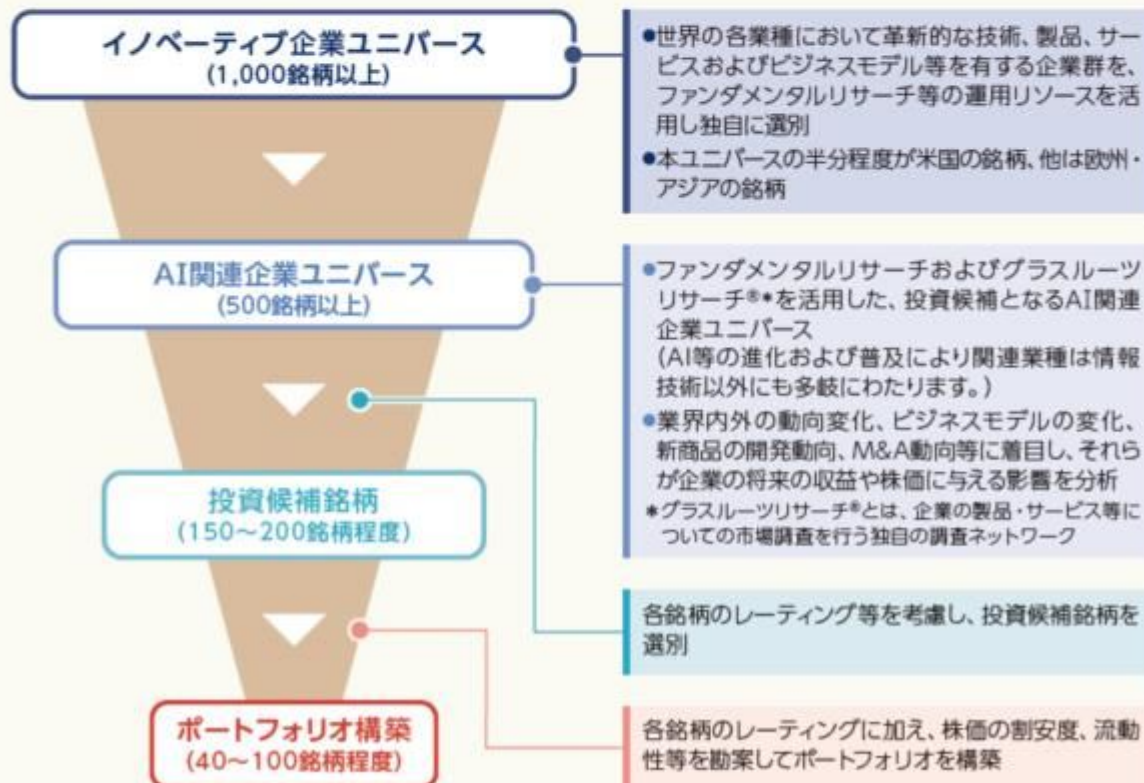 イノベーティブ企業ユニバース
(1,000銘柄以上)
●世界の各業種において革新的な技術、製品、サー
ビスおよびビジネスモデル等を有する企業群を、
ファンダメンタルリサーチ等の運用リソースを活
用し独自に選別
●本ユニバースの半分程度が米国の銘柄、他は欧州・
アジアの銘柄
AI関連企業ユニバース
(500銘柄以上)
●ファンダメンタルリサーチおよびグラスルーツ
リサーチ®*を活用した、投資候補となるAI関連
企業ユニバース
(AI等の進化および普及により関連業種は情報
技術以外にも多岐にわたります。)
●業界内外の動向変化、ビジネスモデルの変化、
新商品の開発動向、M&A動向等に着目し、それら
が企業の将来の収益や株価に与える影響を分析
*グラスルーツリサーチ®とは、企業の製品・サービス等に
ついての市場調査を行う独自の調査ネットワーク
投資候補銘柄
(150～200銘柄程度)
各銘柄のレーティング等を考慮し、投資候補銘柄を
選別
ポートフォリオ構築
(40～100銘柄程度)
各銘柄のレーティングに加え、株価の割安度、流動
性等を勘案してポートフォリオを構築